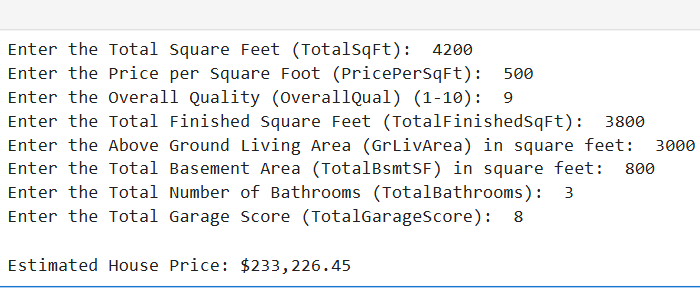 Enter the Total Square Feet (TotalSqFt): 4200
Enter the Price per Square Foot (PricePerSqFt): 500
Enter the Overall Quality (OverallQual) (1-10): 9
Enter the Total Finished Square Feet (TotalFinishedSqFt): 3800
Enter the Above Ground Living Area (GrLivArea) in square feet: 3000
Enter the Total Basement Area (TotalBsmtSF) in square feet: 800
Enter the Total Number of Bathrooms (TotalBathrooms): 3
Enter the Total Garage Score (TotalGarageScore): 8
Estimated House Price: $233,226.45